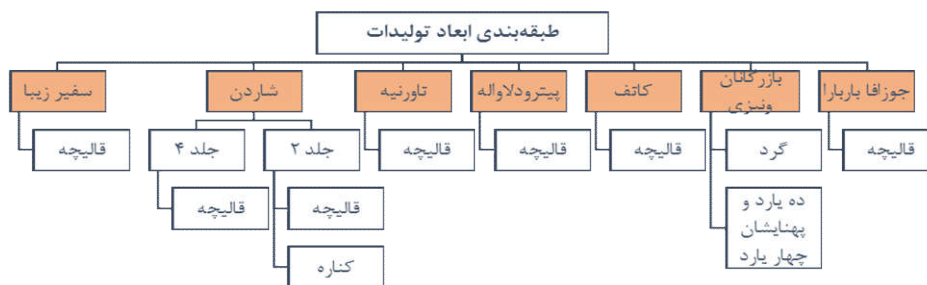 طبقه‌بندی ابعاد تولیدات
جوزافا باربارا
بازرگانان
ونیزی
کاتف
پیترودلاواله
تاورنیه
شاردن
سفیر زیبا
قالیچه
گرد
قالیچه
قالیچه
قالیچه
جلد ۲
جلد ۴
قالیچه
ده یارد و
پهنایشان
چهار یارد
قالیچه
قالیچه
کناره